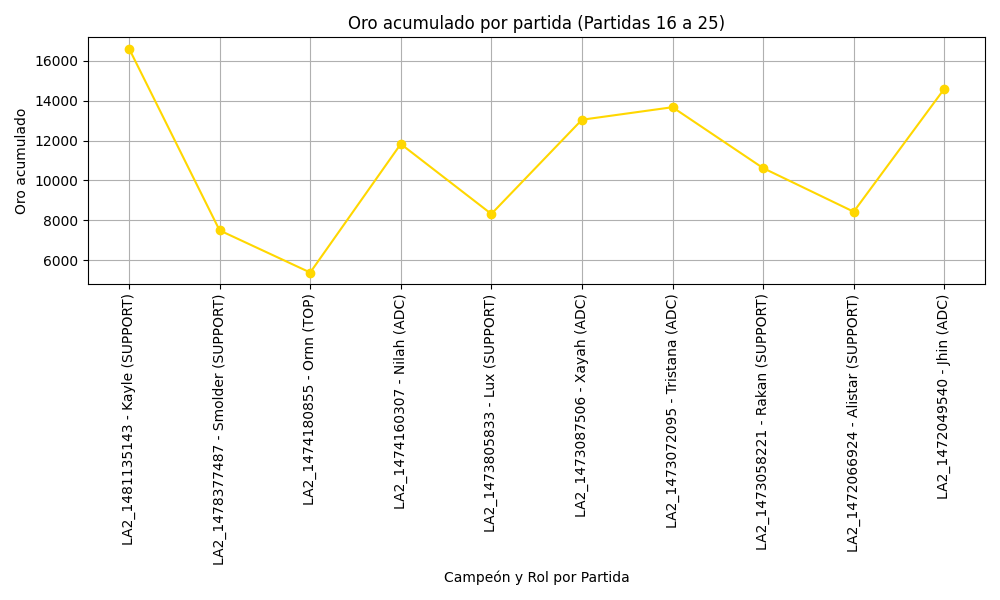 Oro acumulado por partida (Partidas 16 a 25)
Oro acumulado
16000
14000
12000
10000
8000
6000
LA2_1481135143 - Kayle (SUPPORT)
LA2_1478377487 - Smolder (SUPPORT)
LA2_1474180855 - Ornn (TOP)
LA2_1474160307 - Nilah (ADC)
LA2_1473805833 - Lux (SUPPORT)
LA2_1473087506 - Xayah (ADC)
LA2_1473072095 - Tristana (ADC)
LA2_1473058221 - Rakan (SUPPORT)
LA2_1472066924 - Alistar (SUPPORT)
LA2_1472049540 - Jhin (ADC)
Campeón y Rol por Partida